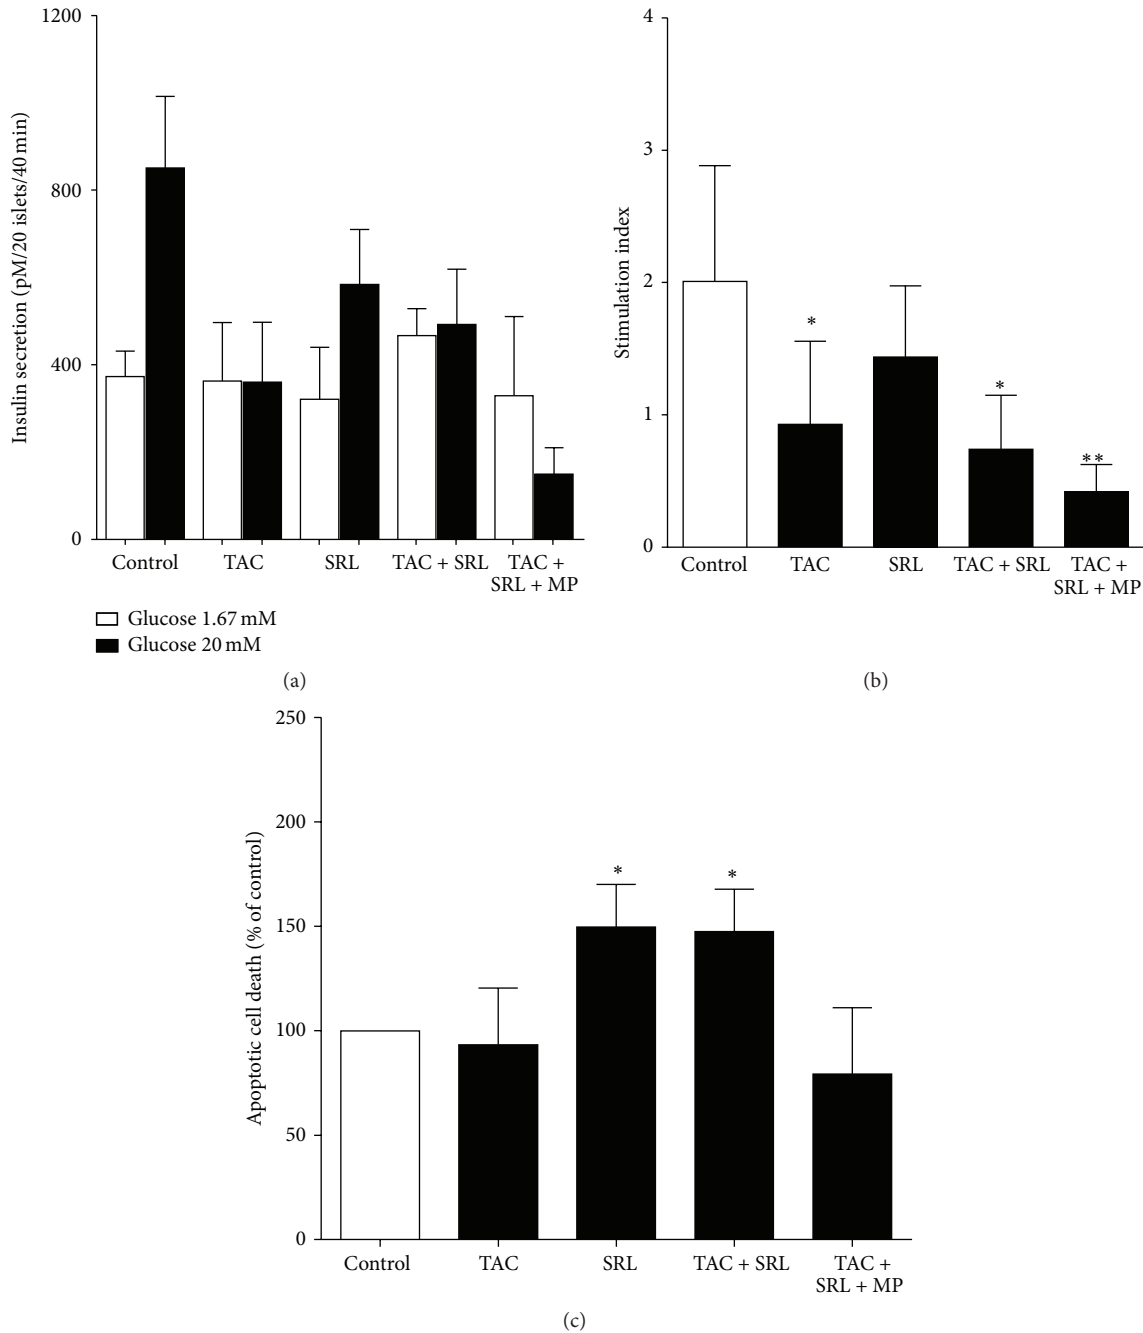 1200
800
400
0
Insulin secretion (pM/20 islets/40 min)
Control
TAC
SRL
TAC + SRL
TAC +
SRL + MP
Glucose 1.67 mM
Glucose 20 mM
(a)
4
3
2
1
0
Stimulation index
*
*
**
Control
TAC
SRL
TAC + SRL
TAC +
SRL + MP
(b)
250
200
150
100
50
0
Apoptotic cell death (% of control)
*
*
Control
TAC
SRL
TAC + SRL
TAC +
SRL + MP
(c)